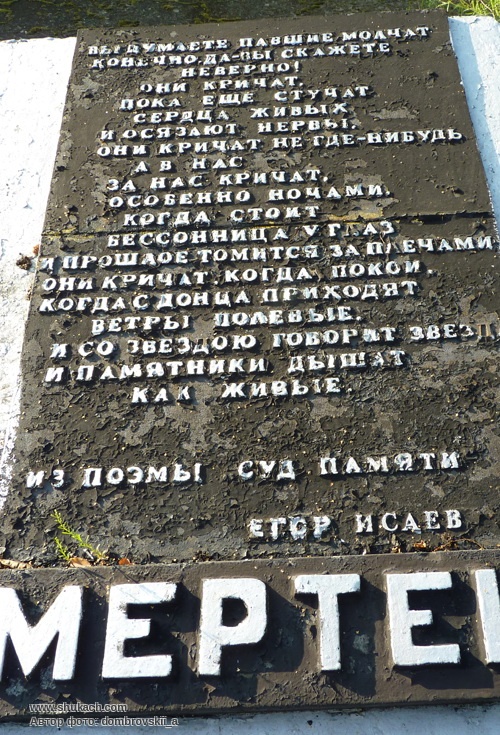 ВЫ ДУМАЕТЕ ПАВШИЕ МОЛЧАТ
КОНЕЧНО, ДА-ВЫ СКАЖЕТЕ
НЕВЕРНО!
ОНИ КРИЧАТ.
ПОКА ЕЩЕ СТУЧАТ
СЕРДЦА ЖИВЫХ
И ОСЯЗАЮТ НЕРВЫ.
ОНИ КРИЧАТ НЕ ГДЕ-НИБУДЬ
А В НАС
ЗА НАС КРИЧАТ.
ОСОБЕННО НОЧАМИ.
КОГДА СТОИТ
БЕССОННИЦА У ГЛАЗ
И ПРОШЛОЕ ТОМИТСЯ ЗА ПЛЕЧАМИ
ОНИ КРИЧАТ. КОГДА ПОКОЙ.
КОГДА С ДОНЦА ПРИХОДЯТ
ВЕТРЫ ПОЛЕВЫЕ.
И СО ЗВЕЗДОЮ ГОВОРИТ ЗВЕЗД
И ПАМЯТНИКИ ДЫШАТ
КАК ЖИВЫЕ.
ИЗ ПОЭМЫ СУД ПАМЯТИ
ЕГОР ИСАЕВ
МЕРТЕН
www.shukach.com
Автор фото: dombrovskii_a